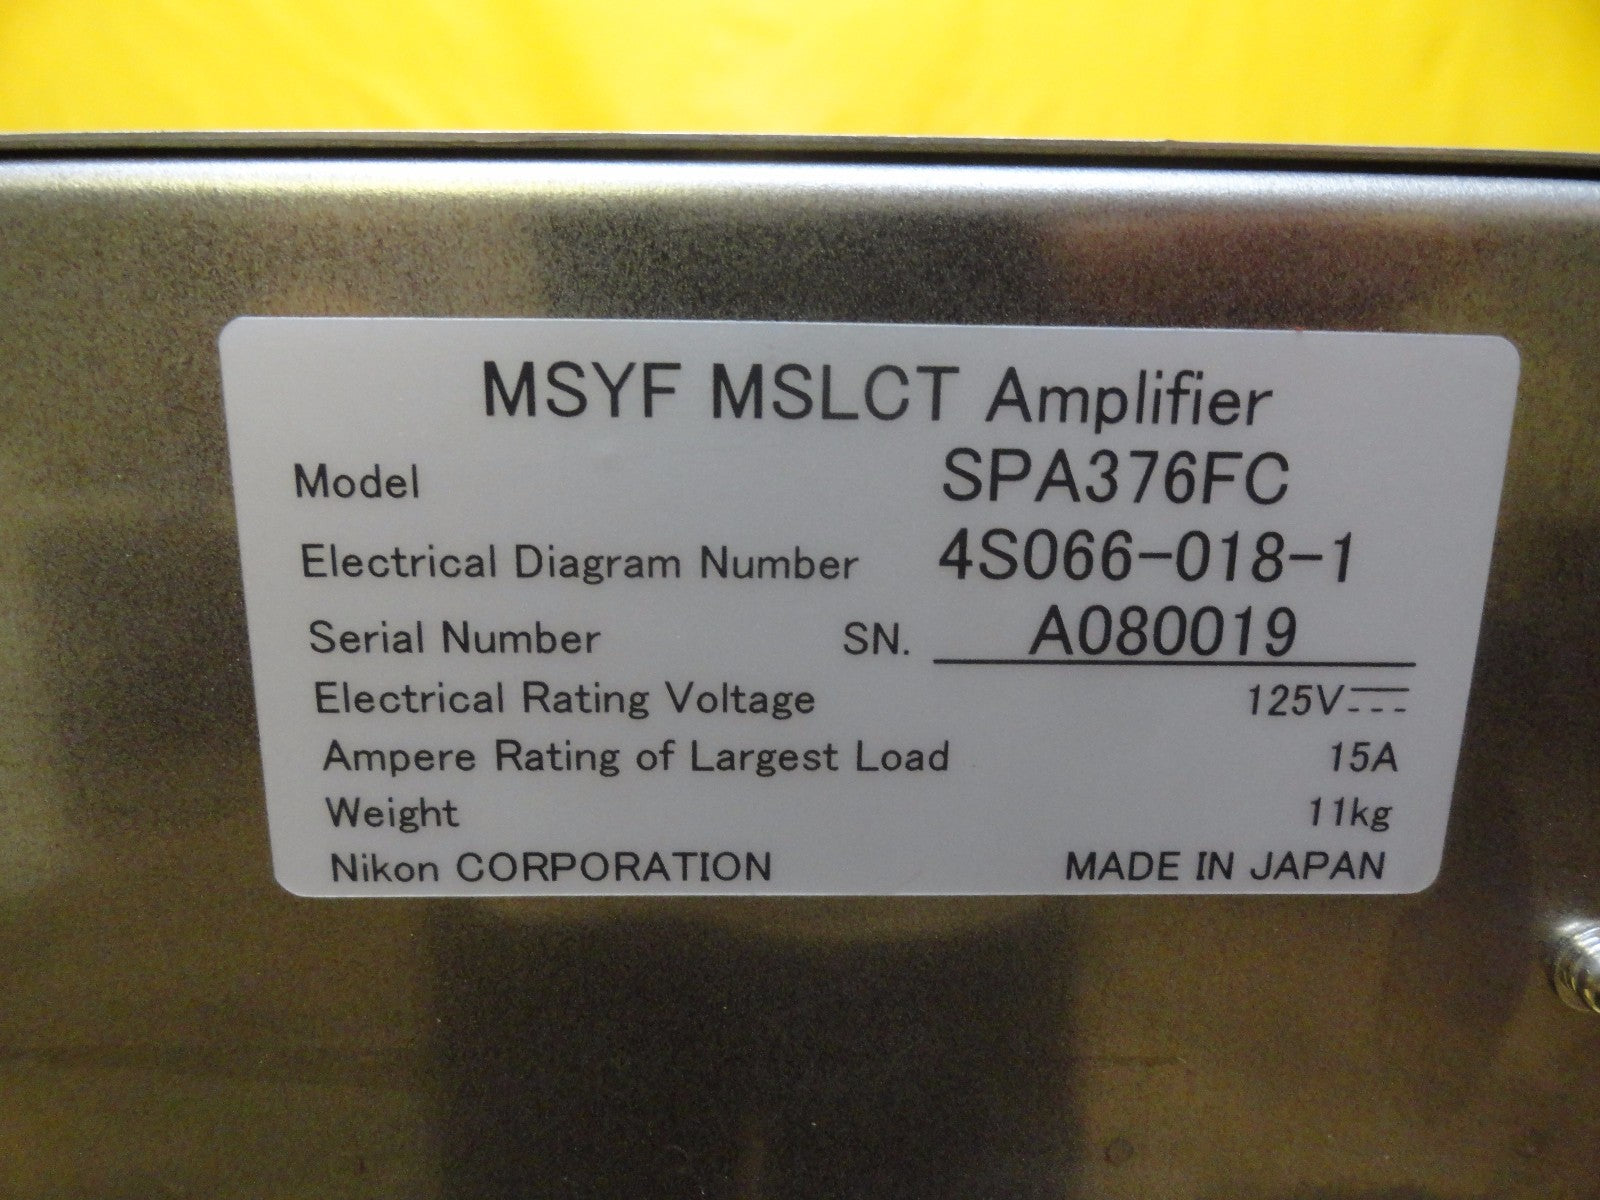 MSYF MSLCT Amplifier
Model SPA376FC
Electrical Diagram Number 4S066-018-1
Serial Number SN. A080019
Electrical Rating Voltage 125V⎓
Ampere Rating of Largest Load 15A
Weight 11kg
Nikon CORPORATION MADE IN JAPAN